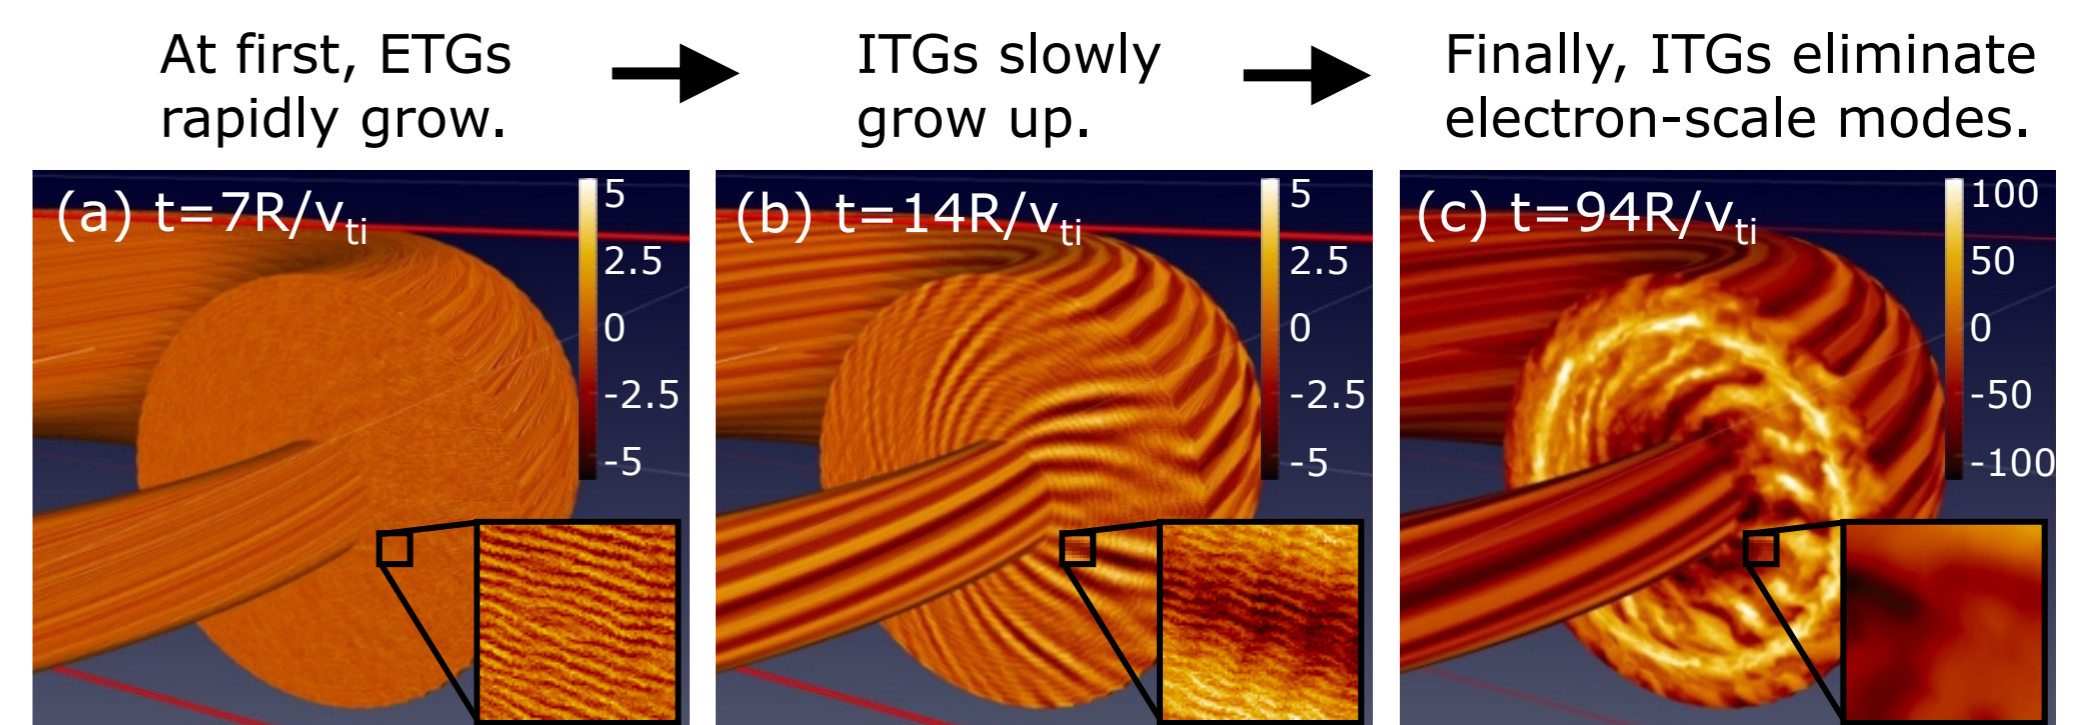 At first, ETGs
rapidly grow.
ITGs slowly
grow up.
Finally, ITGs eliminate
electron-scale modes.
(a) t=7R/vti
5
2.5
0
-2.5
-5
(b) t=14R/vti
5
2.5
0
-2.5
-5
(c) t=94R/vti
100
50
0
-50
-100